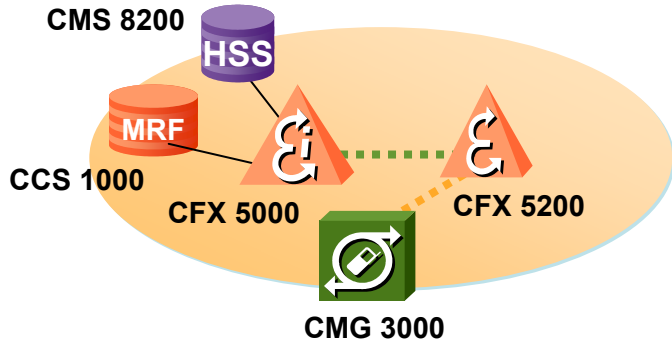 CMS 8200
HSS
MRF
CCS 1000
CFX 5000
CFX 5200
CMG 3000